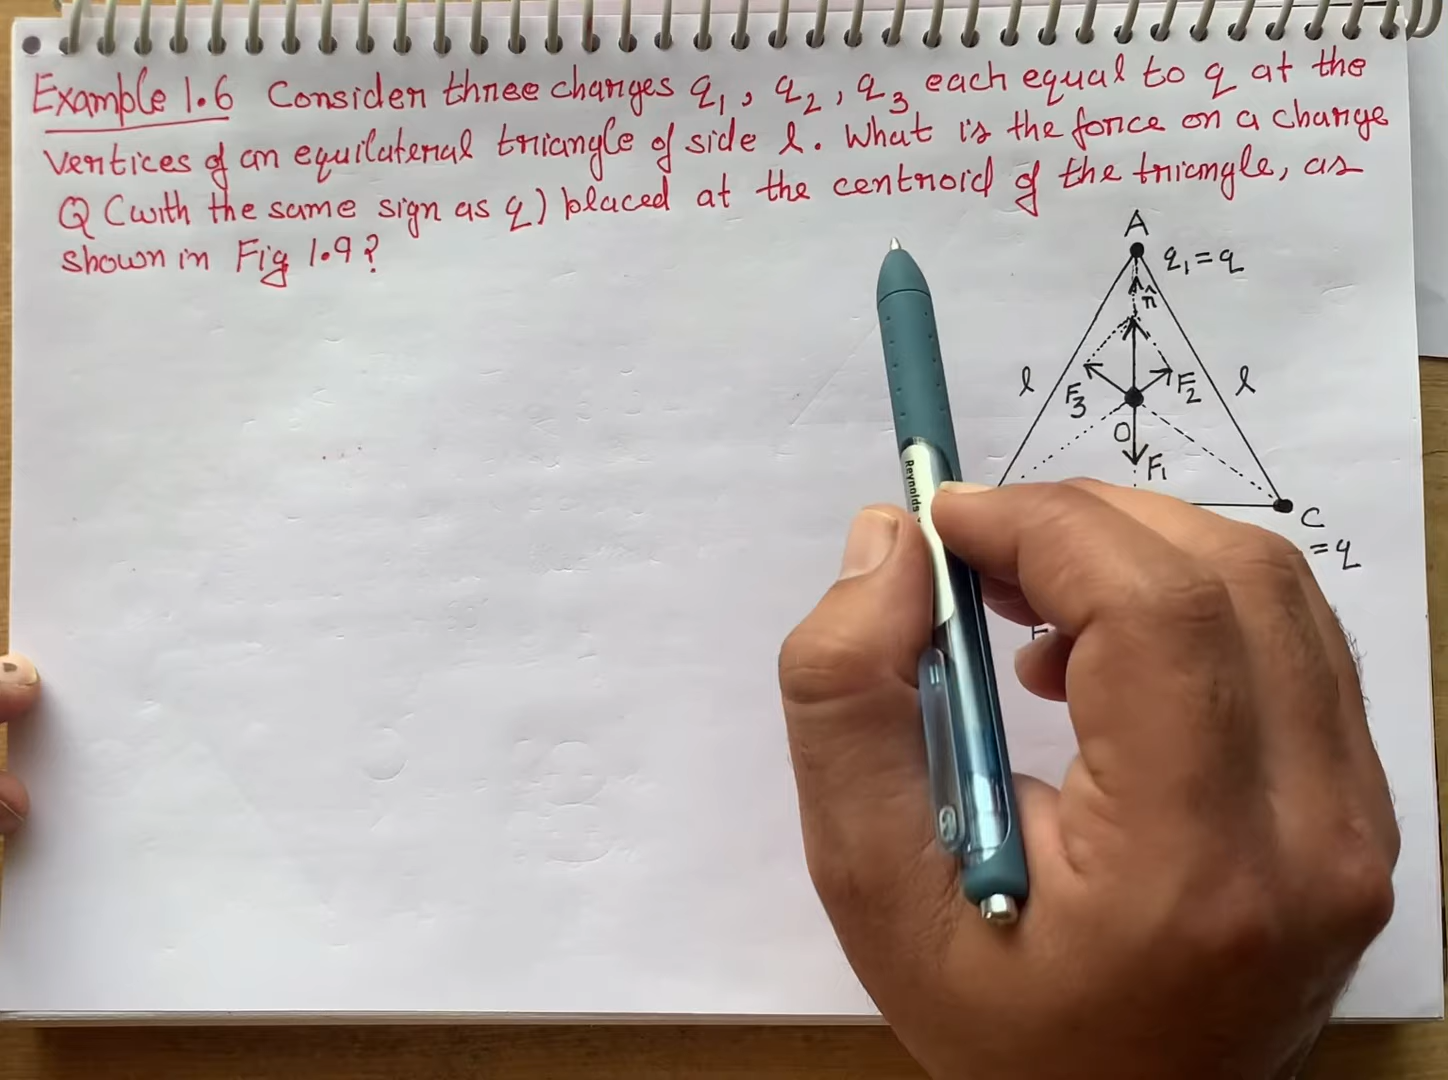 Example 1.6 Consider three charges q₁, q₂, q₃ each equal to q at the
vertices of an equilateral triangle of side l. What is the force on a charge
Q (with the same sign as q) placed at the centroid of the triangle, as
shown in Fig 1.9?
A
q₁ = q
n̂
l
l
F₃
F₂
O
F₁
C
= q
Reynolds